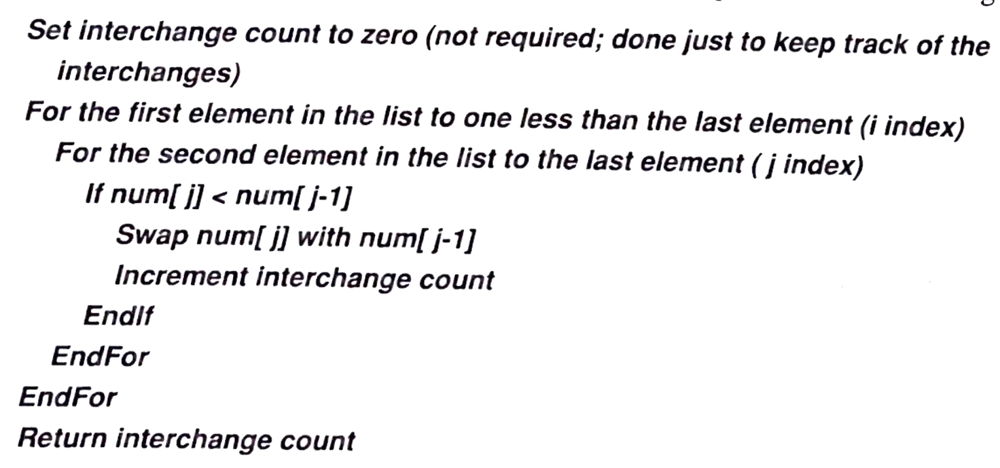 Set interchange count to zero (not required; done just to keep track of the
interchanges)
For the first element in the list to one less than the last element (i index)
For the second element in the list to the last element ( j index)
If num[ j] < num[ j-1]
Swap num[ j] with num[ j-1]
Increment interchange count
EndIf
EndFor
EndFor
Return interchange count